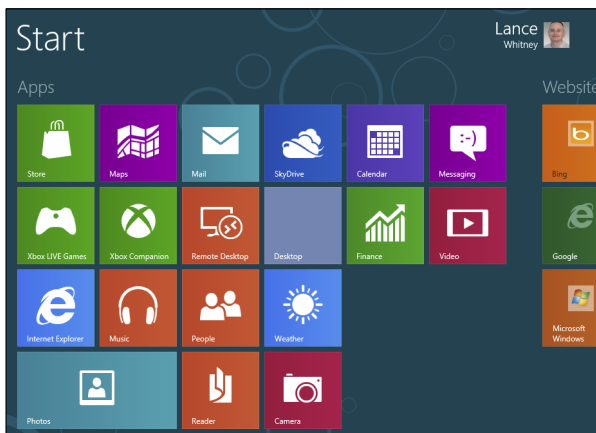 Start
Lance
Whitney
Apps
Website
Store
Maps
Mail
SkyDrive
Calendar
:-)
Messaging
Bing
Xbox LIVE Games
Xbox Companion
Remote Desktop
Desktop
Finance
Video
Google
Internet Explorer
Music
People
Weather
Microsoft
Windows
Photos
Reader
Camera